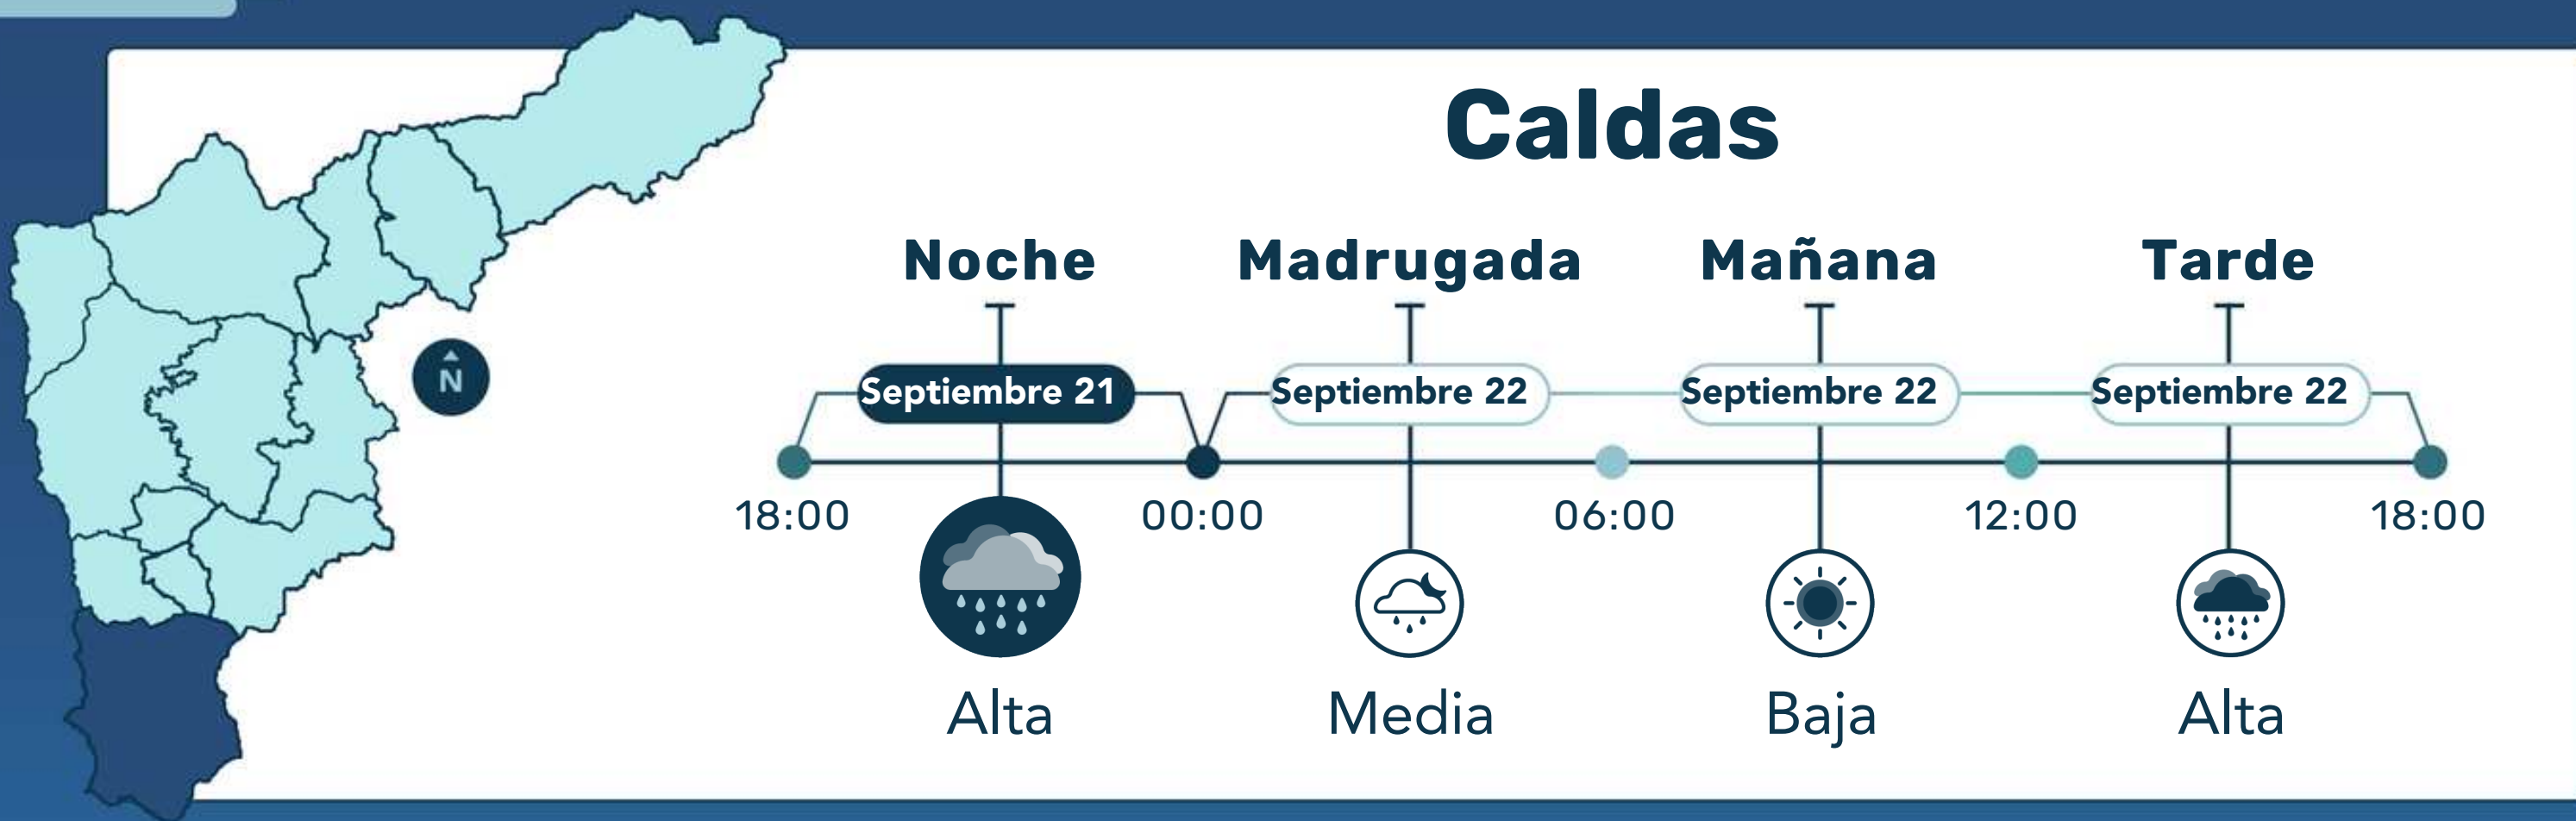 Caldas
Noche Madrugada Mañana Tarde
Septiembre 21 Septiembre 22 Septiembre 22 Septiembre 22
N
18:00 00:00 06:00 12:00 18:00
Alta Media Baja Alta